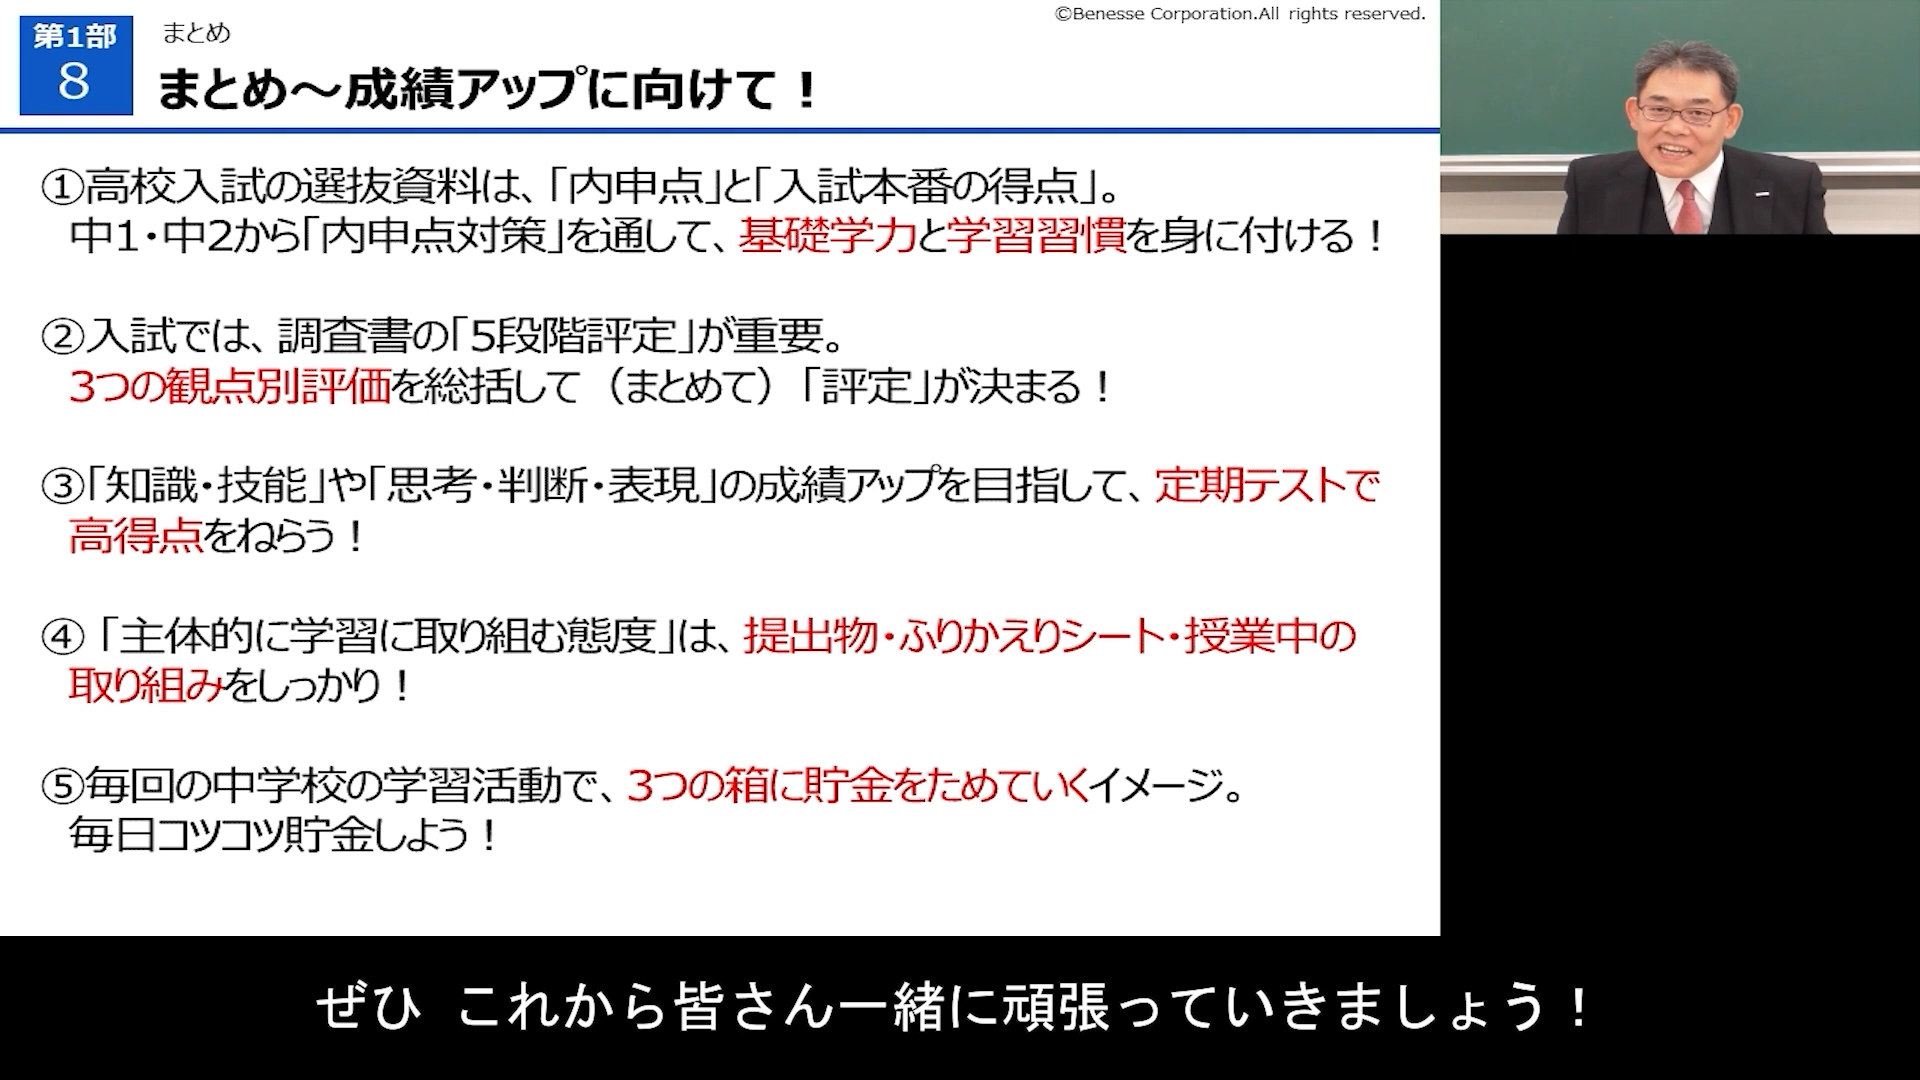 ©Benesse Corporation.All rights reserved.
第1部
8
まとめ
まとめ～成績アップに向けて！
①高校入試の選抜資料は、「内申点」と「入試本番の得点」。
中1・中2から「内申点対策」を通して、基礎学力と学習習慣を身に付ける！
②入試では、調査書の「5段階評定」が重要。
3つの観点別評価を総括して（まとめて）「評定」が決まる！
③「知識・技能」や「思考・判断・表現」の成績アップを目指して、定期テストで
高得点をねらう！
④「主体的に学習に取り組む態度」は、提出物・ふりかえりシート・授業中の
取り組みをしっかり！
⑤毎回の中学校の学習活動で、3つの箱に貯金をためていくイメージ。
毎日コツコツ貯金しよう！
ぜひ これから皆さん一緒に頑張っていきましょう！